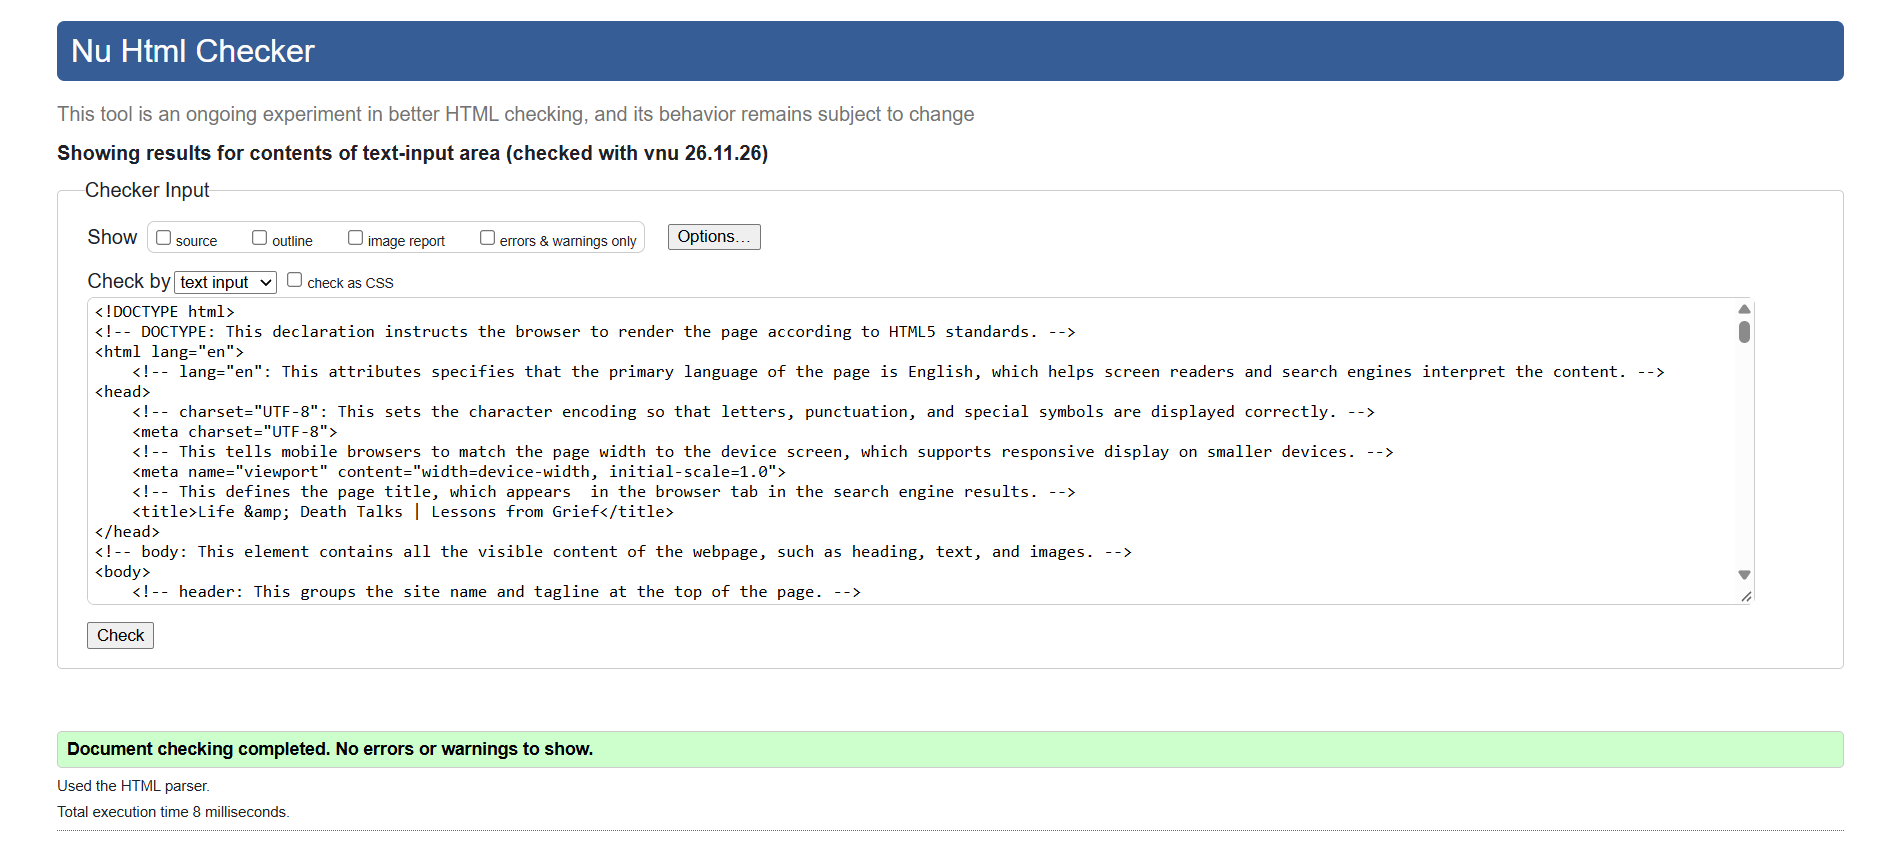 Nu Html Checker
This tool is an ongoing experiment in better HTML checking, and its behavior remains subject to change
Showing results for contents of text-input area (checked with vnu 26.11.26)
Checker Input
Show source outline image report errors & warnings only Options...
Check by text input check as CSS
<!DOCTYPE html>
<!-- DOCTYPE: This declaration instructs the browser to render the page according to HTML5 standards. -->
<html lang="en">
    <!-- lang="en": This attributes specifies that the primary language of the page is English, which helps screen readers and search engines interpret the content. -->
<head>
    <!-- charset="UTF-8": This sets the character encoding so that letters, punctuation, and special symbols are displayed correctly. -->
    <meta charset="UTF-8">
    <!-- This tells mobile browsers to match the page width to the device screen, which supports responsive display on smaller devices. -->
    <meta name="viewport" content="width=device-width, initial-scale=1.0">
    <!-- This defines the page title, which appears  in the browser tab in the search engine results. -->
    <title>Life &amp; Death Talks | Lessons from Grief</title>
</head>
<!-- body: This element contains all the visible content of the webpage, such as heading, text, and images. -->
<body>
    <!-- header: This groups the site name and tagline at the top of the page. -->
Check
Document checking completed. No errors or warnings to show.
Used the HTML parser.
Total execution time 8 milliseconds.